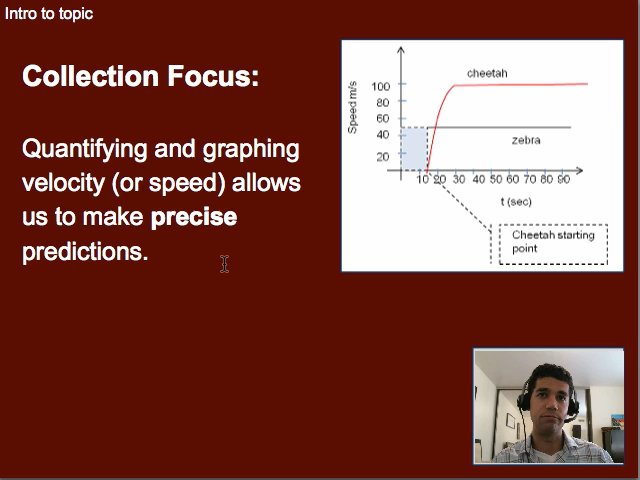 Intro to topic
Collection Focus:
Quantifying and graphing
velocity (or speed) allows
us to make precise
predictions.
Speed m/s
100
80
60
40
20
cheetah
zebra
10 20 30 40 50 60 70 80 90
t (sec)
Cheetah starting
point